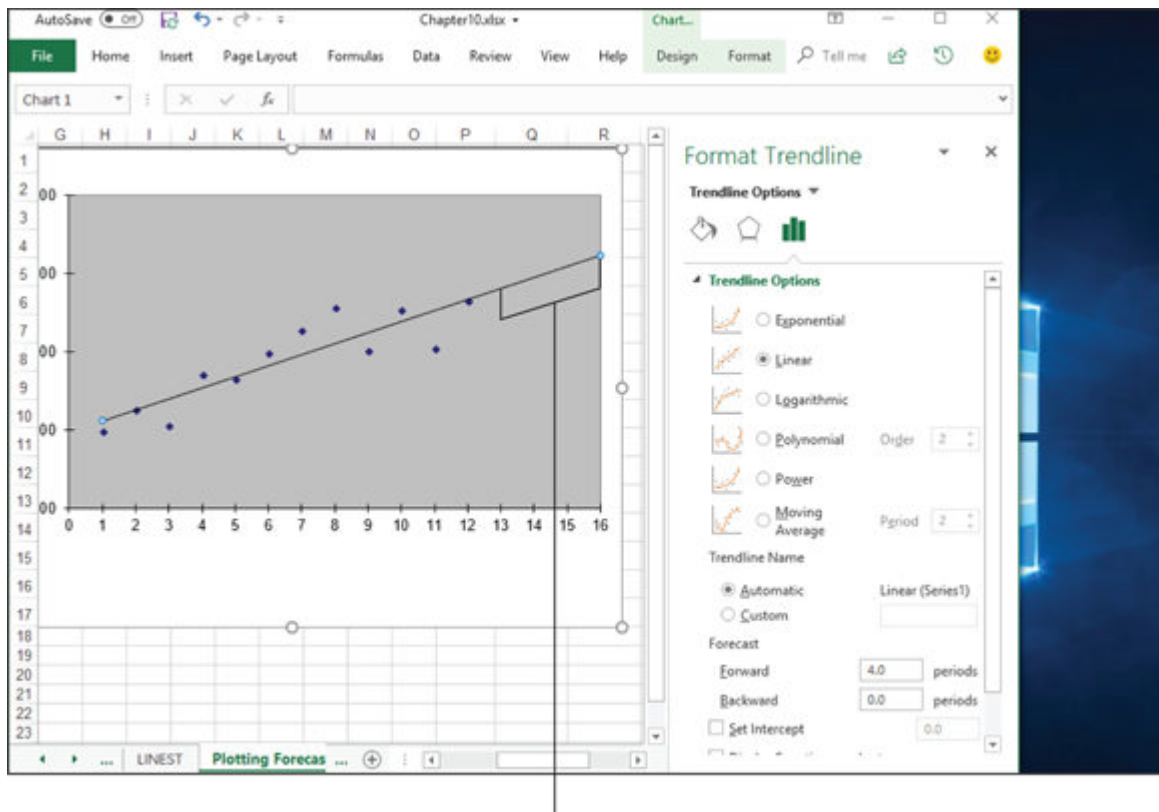 AutoSave Off Chapter10.xlsx Chart...
File Home Insert Page Layout Formulas Data Review View Help Design Format Tell me
Chart 1 fx
G H I J K L M N O P Q R
1
2
3
4
5
6
7
8
9
10
11
12
13
14
15
16
17
18
19
20
21
22
23
00
00
00
00
00
0 1 2 3 4 5 6 7 8 9 10 11 12 13 14 15 16
... LINEST Plotting Forecas ...
Format Trendline
Trendline Options
Trendline Options
Exponential
Linear
Logarithmic
Polynomial Order 2
Power
Moving
Average Period 2
Trendline Name
Automatic Linear (Series1)
Custom
Forecast
Forward 4.0 periods
Backward 0.0 periods
Set Intercept 0.0